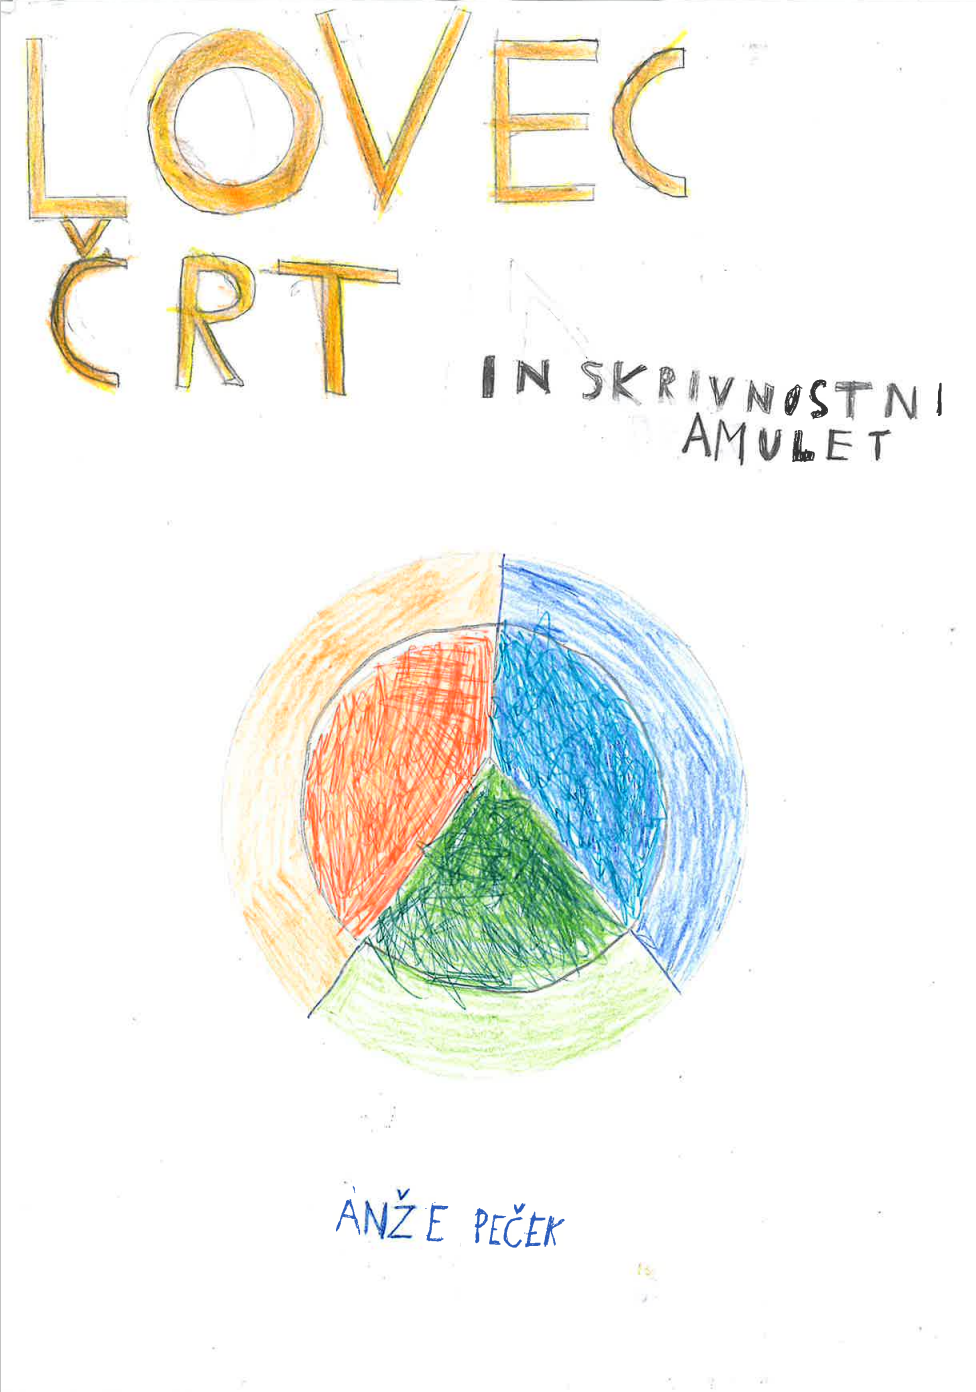 LOVEC
ČRT
IN SKRIVNOSTNI
AMULET
ANŽE PEČEK